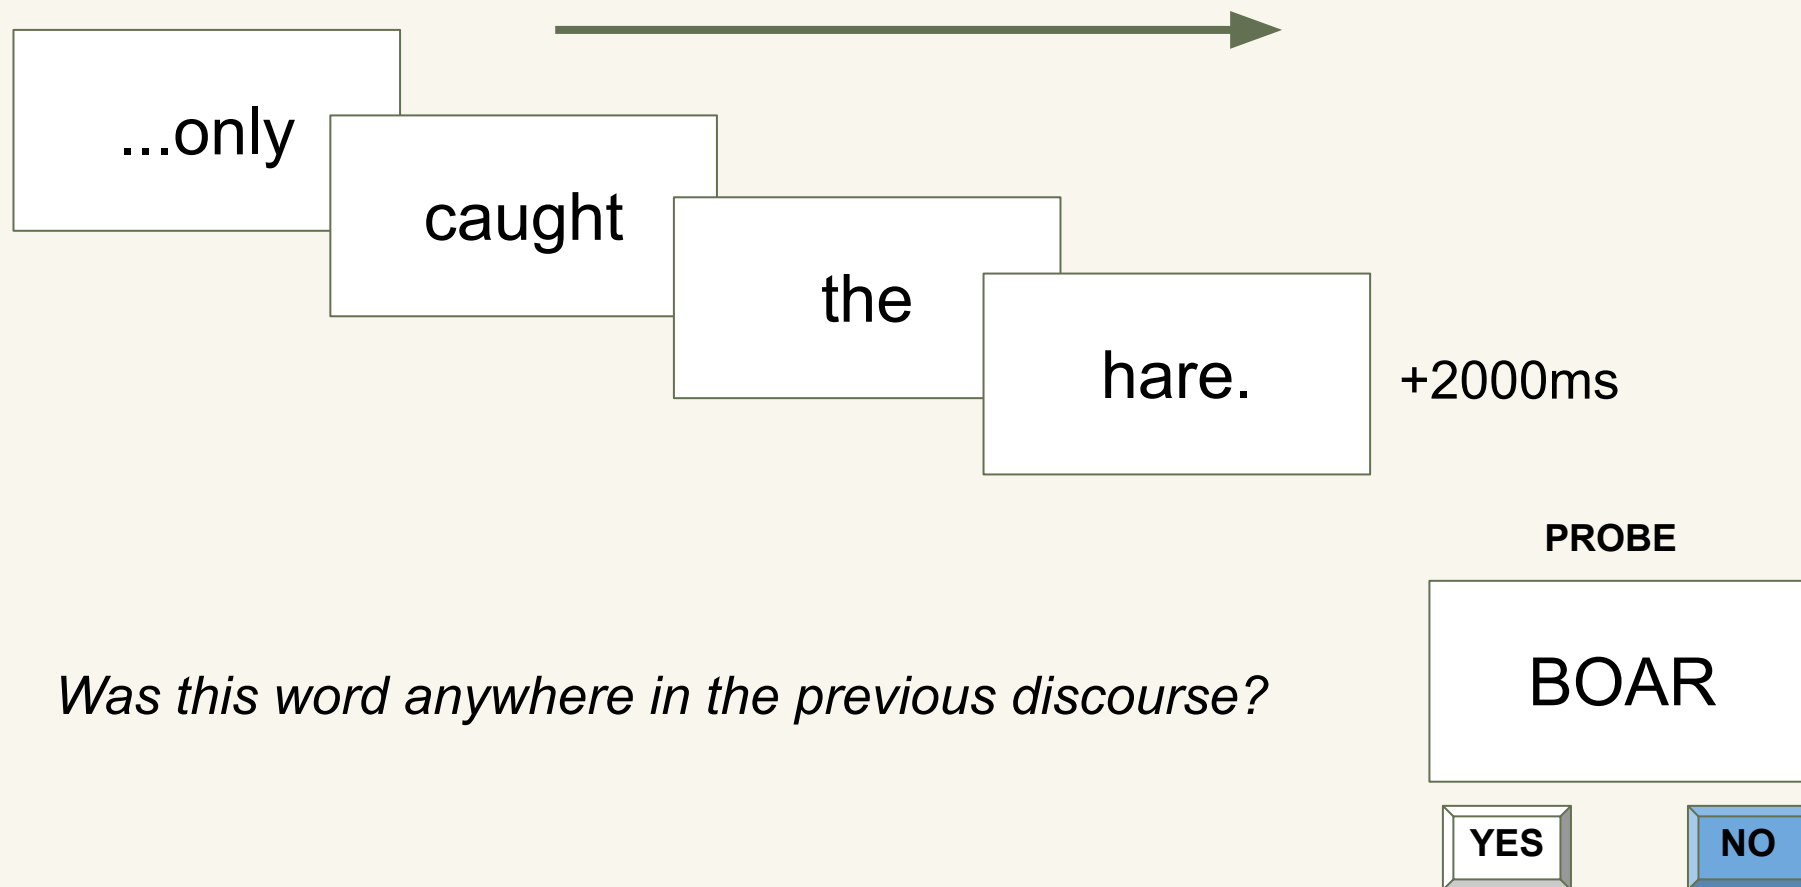 ...only
caught
the
hare.
+2000ms
PROBE
BOAR
Was this word anywhere in the previous discourse?
YES
NO